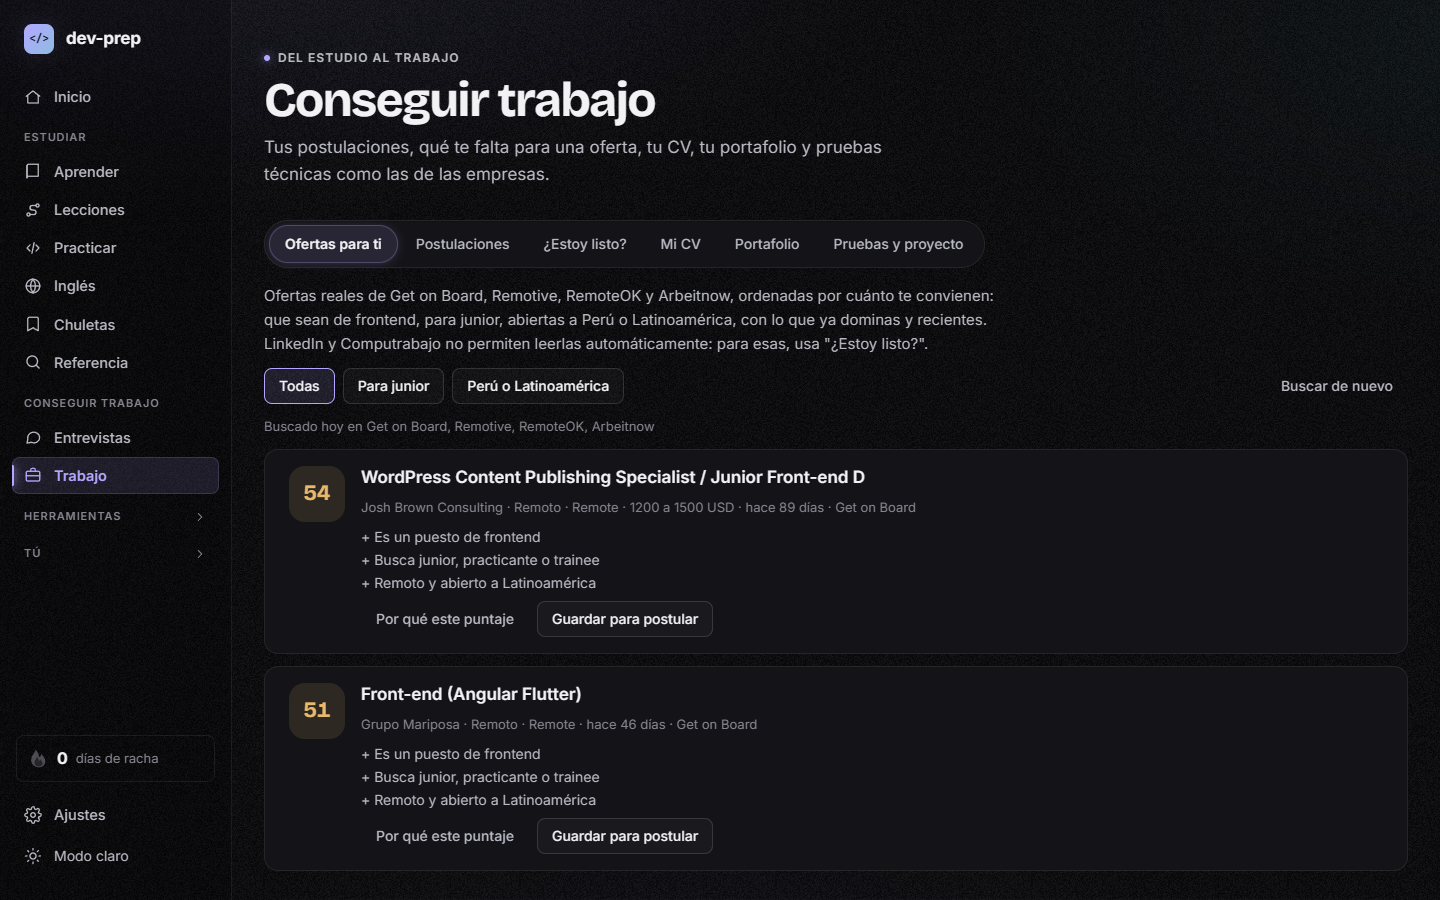 </> dev-prep
Inicio
ESTUDIAR
Aprender
Lecciones
Practicar
Inglés
Chuletas
Referencia
CONSEGUIR TRABAJO
Entrevistas
Trabajo
HERRAMIENTAS
TÚ
0 días de racha
Ajustes
Modo claro
DEL ESTUDIO AL TRABAJO
Conseguir trabajo
Tus postulaciones, qué te falta para una oferta, tu CV, tu portafolio y pruebas
técnicas como las de las empresas.
Ofertas para ti Postulaciones ¿Estoy listo? Mi CV Portafolio Pruebas y proyecto
Ofertas reales de Get on Board, Remotive, RemoteOK y Arbeitnow, ordenadas por cuánto te convienen:
que sean de frontend, para junior, abiertas a Perú o Latinoamérica, con lo que ya dominas y recientes.
LinkedIn y Computrabajo no permiten leerlas automáticamente: para esas, usa "¿Estoy listo?".
Todas Para junior Perú o Latinoamérica Buscar de nuevo
Buscado hoy en Get on Board, Remotive, RemoteOK, Arbeitnow
54 WordPress Content Publishing Specialist / Junior Front-end D
Josh Brown Consulting · Remoto · Remote · 1200 a 1500 USD · hace 89 días · Get on Board
+ Es un puesto de frontend
+ Busca junior, practicante o trainee
+ Remoto y abierto a Latinoamérica
Por qué este puntaje Guardar para postular
51 Front-end (Angular Flutter)
Grupo Mariposa · Remoto · Remote · hace 46 días · Get on Board
+ Es un puesto de frontend
+ Busca junior, practicante o trainee
+ Remoto y abierto a Latinoamérica
Por qué este puntaje Guardar para postular